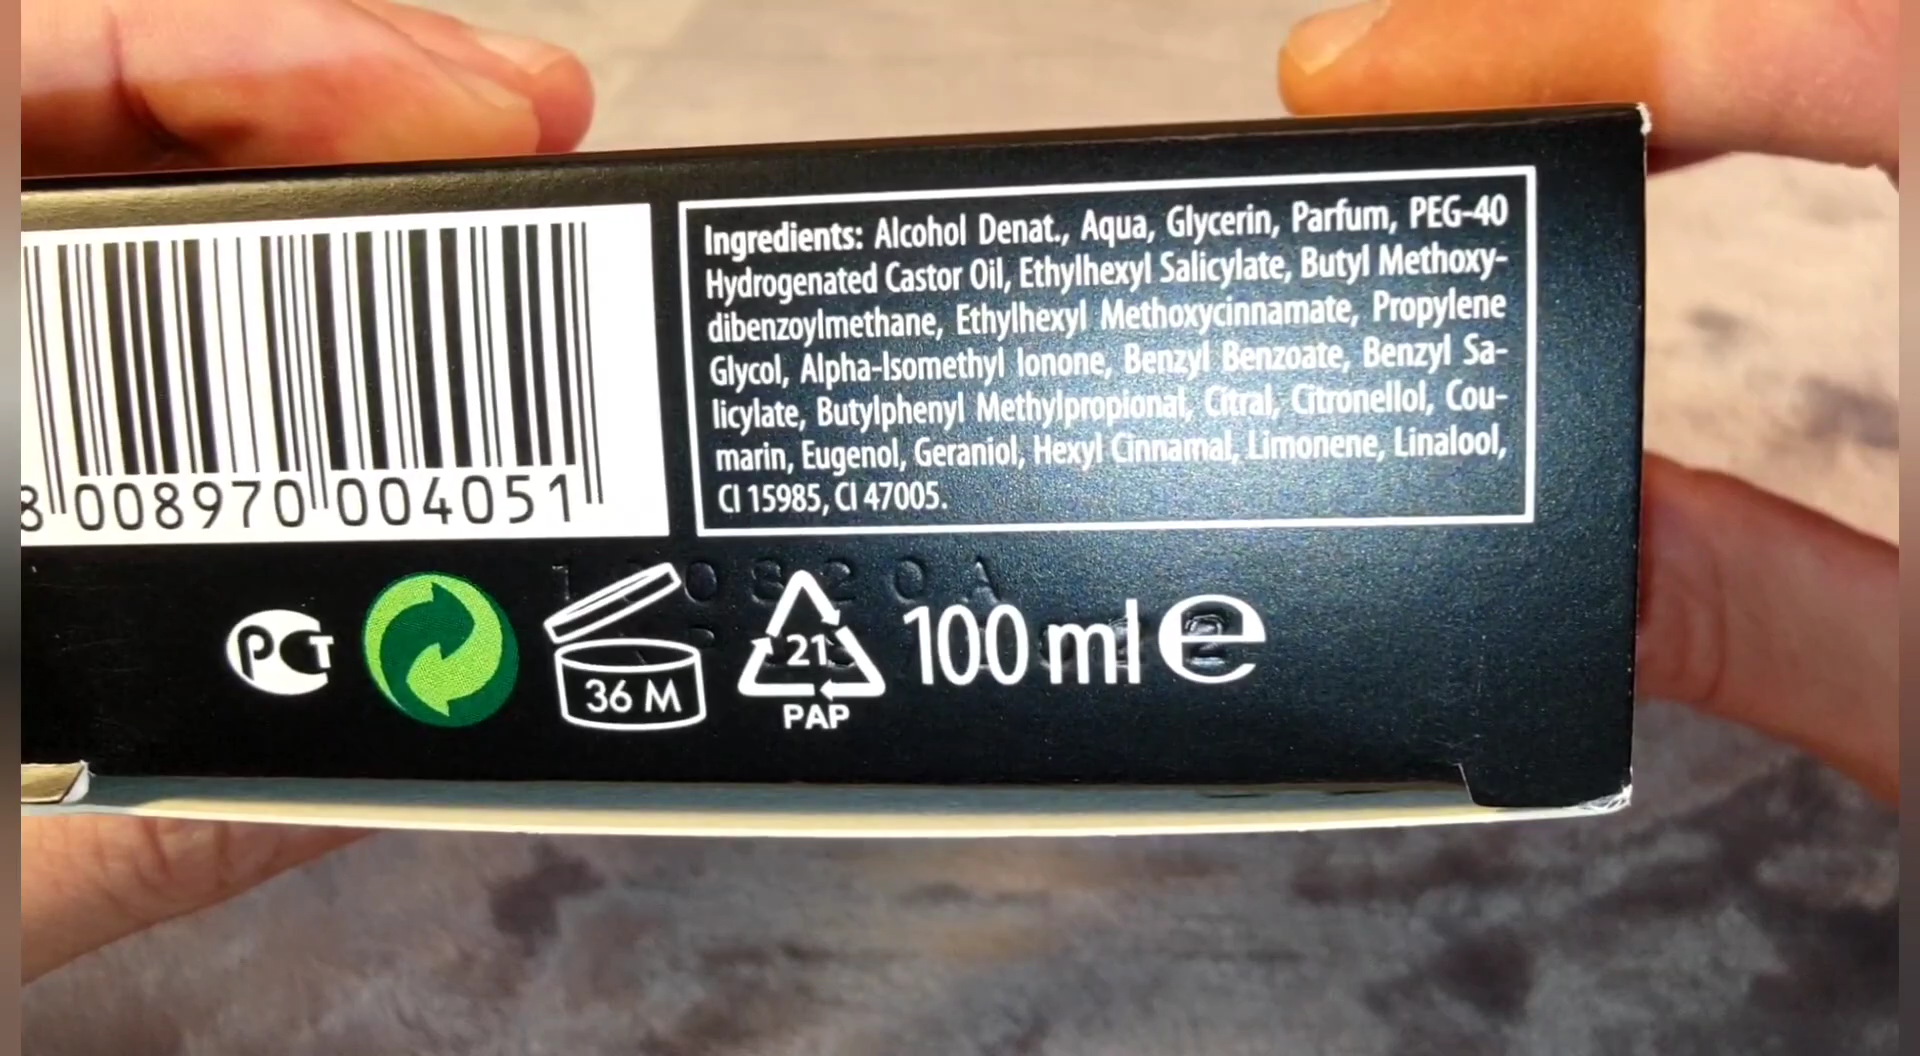 8 008970 004051
Ingredients: Alcohol Denat., Aqua, Glycerin, Parfum, PEG-40
Hydrogenated Castor Oil, Ethylhexyl Salicylate, Butyl Methoxy-
dibenzoylmethane, Ethylhexyl Methoxycinnamate, Propylene
Glycol, Alpha-Isomethyl Ionone, Benzyl Benzoate, Benzyl Sa-
licylate, Butylphenyl Methylpropional, Citral, Citronellol, Cou-
marin, Eugenol, Geraniol, Hexyl Cinnamal, Limonene, Linalool,
CI 15985, CI 47005.
РСТ
36 M
21
PAP
100 ml e